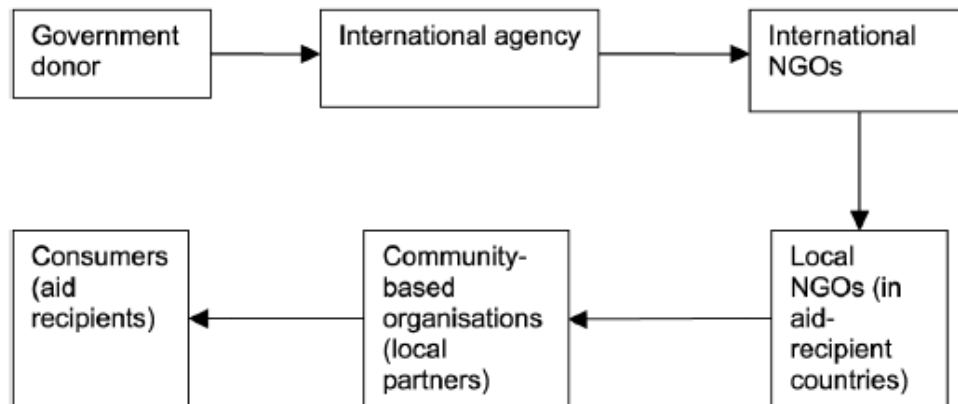 Government
donor
International agency
International
NGOs
Local
NGOs (in
aid-
recipient
countries)
Community-
based
organisations
(local
partners)
Consumers
(aid
recipients)